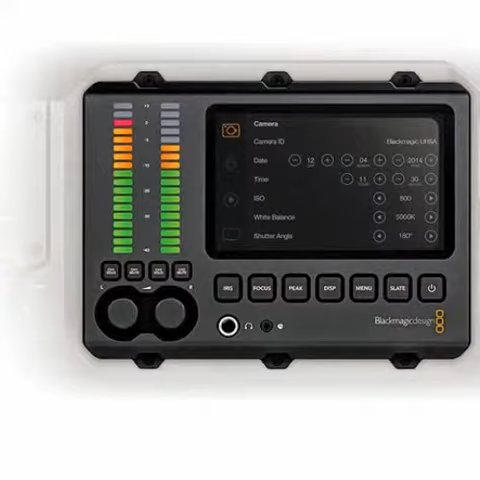 Camera
Camera ID Blackmagic URSA
Date 12 04 2014
Time 11 30
ISO 800
White Balance 5000K
Shutter Angle 180°
L R
IRIS FOCUS PEAK DISP MENU SLATE
Blackmagicdesign